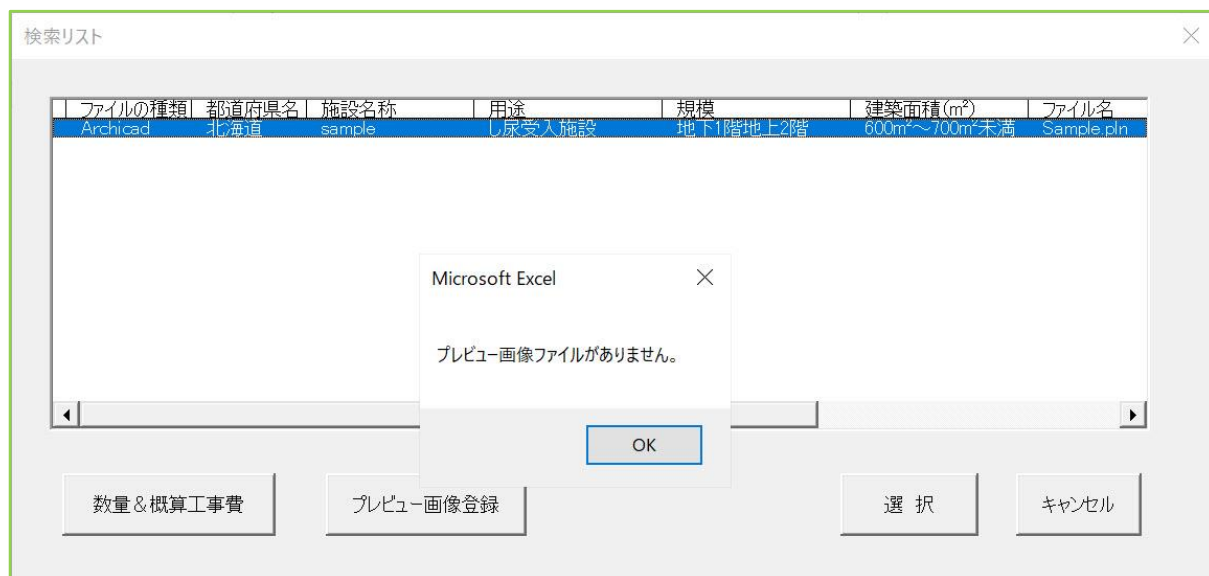 検索リスト
ファイルの種類 都道府県名 施設名称 用途 規模 建築面積(m²) ファイル名
Archicad 北海道 sample し尿受入施設 地下1階地上2階 600m²～700m²未満 Sample.pln
Microsoft Excel
プレビュー画像ファイルがありません。
OK
数量&概算工事費 プレビュー画像登録 選 択 キャンセル